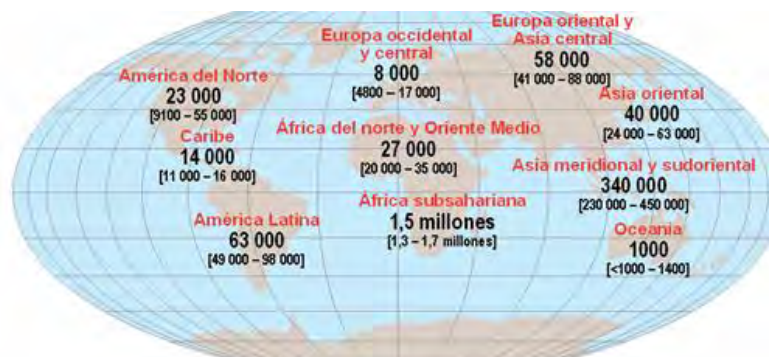 Europa oriental y
Asia central
58 000
[41 000 – 88 000]
Europa occidental
y central
8 000
[4800 – 17 000]
América del Norte
23 000
[9100 – 55 000]
Asia oriental
40 000
[24 000 – 63 000]
Caribe
14 000
[11 000 – 16 000]
África del norte y Oriente Medio
27 000
[20 000 – 35 000]
Asia meridional y sudoriental
340 000
[230 000 – 450 000]
África subsahariana
1,5 millones
[1,3 – 1,7 millones]
América Latina
63 000
[49 000 – 98 000]
Oceanía
1000
[<1000 – 1400]